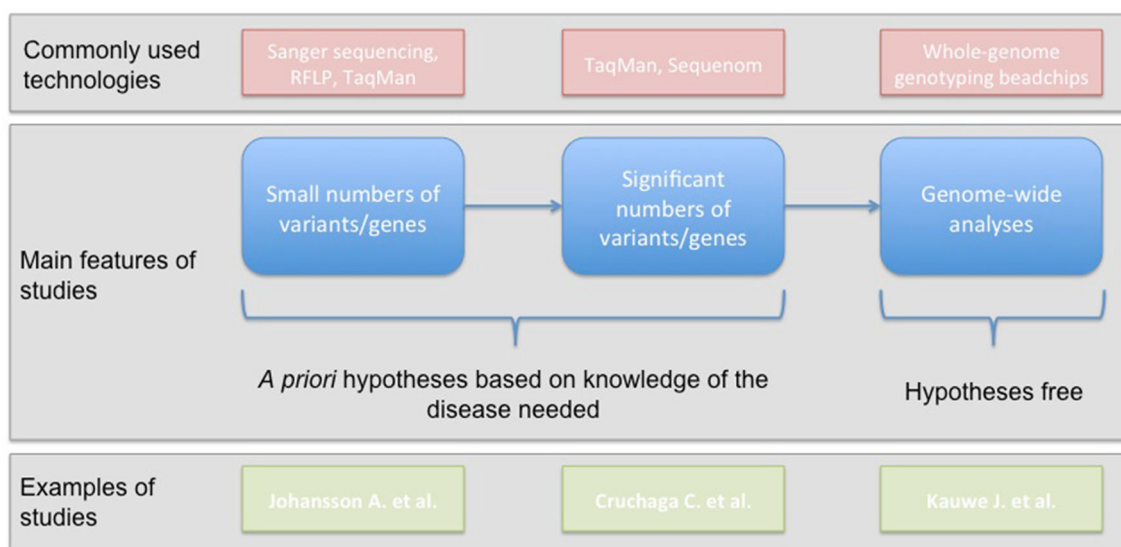 Commonly used
technologies
Sanger sequencing,
RFLP, TaqMan
TaqMan, Sequenom
Whole-genome
genotyping beadchips
Main features of
studies
Small numbers of
variants/genes
Significant
numbers of
variants/genes
Genome-wide
analyses
A priori hypotheses based on knowledge of the
disease needed
Hypotheses free
Examples of
studies
Johansson A. et al.
Cruchaga C. et al.
Kauwe J. et al.